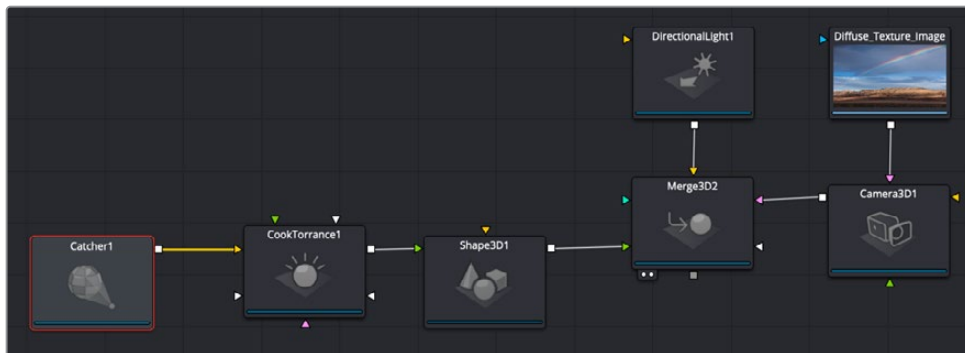 DirectionalLight1
Diffuse_Texture_Image
Merge3D2
Camera3D1
CookTorrance1
Catcher1
Shape3D1